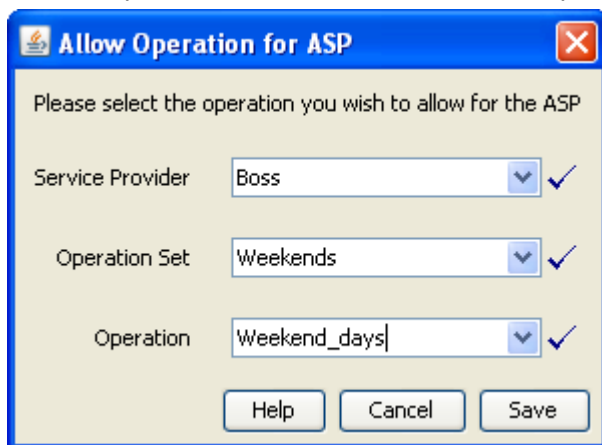 Allow Operation for ASP
Please select the operation you wish to allow for the ASP
Service Provider Boss
Operation Set Weekends
Operation Weekend_days
Help Cancel Save